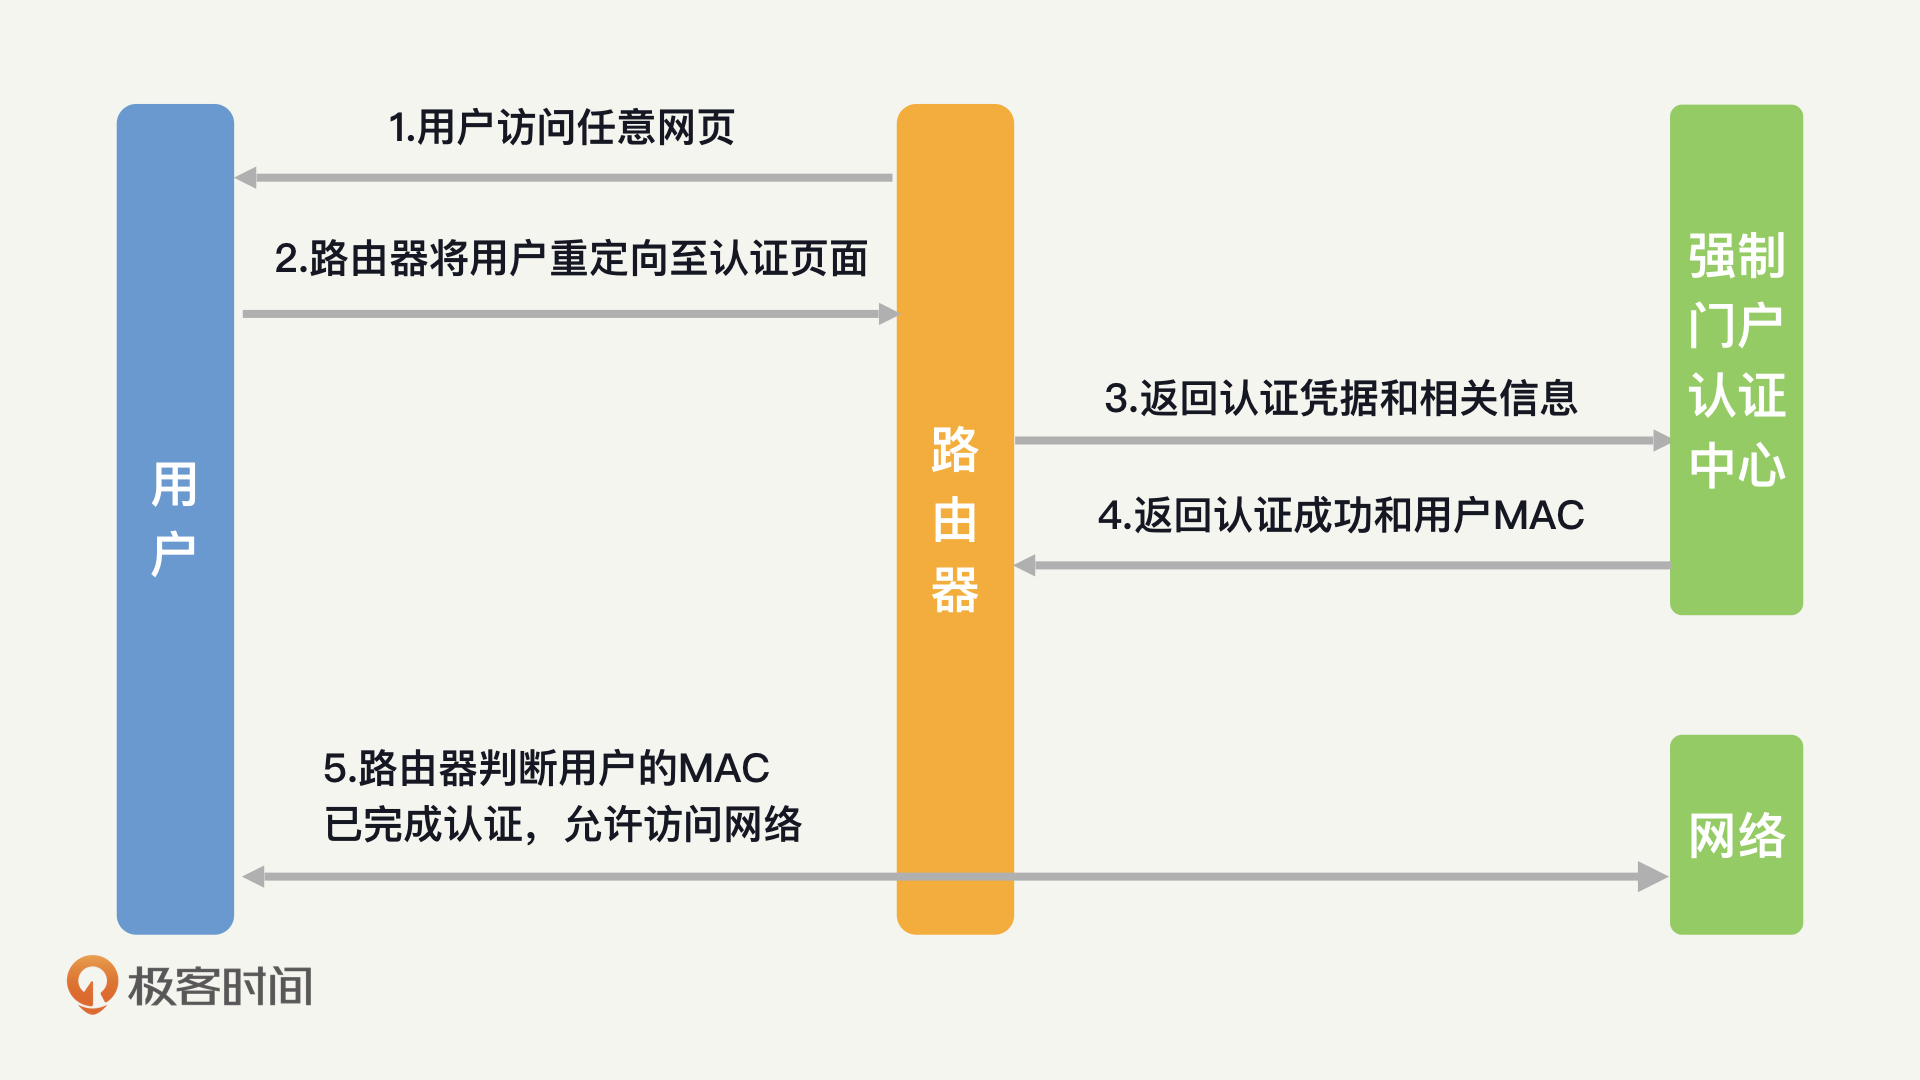 1.用户访问任意网页
2.路由器将用户重定向至认证页面
3.返回认证凭据和相关信息
4.返回认证成功和用户MAC
5.路由器判断用户的MAC
已完成认证，允许访问网络
用
户
路
由
器
强制
门户
认证
中心
网络
极客时间